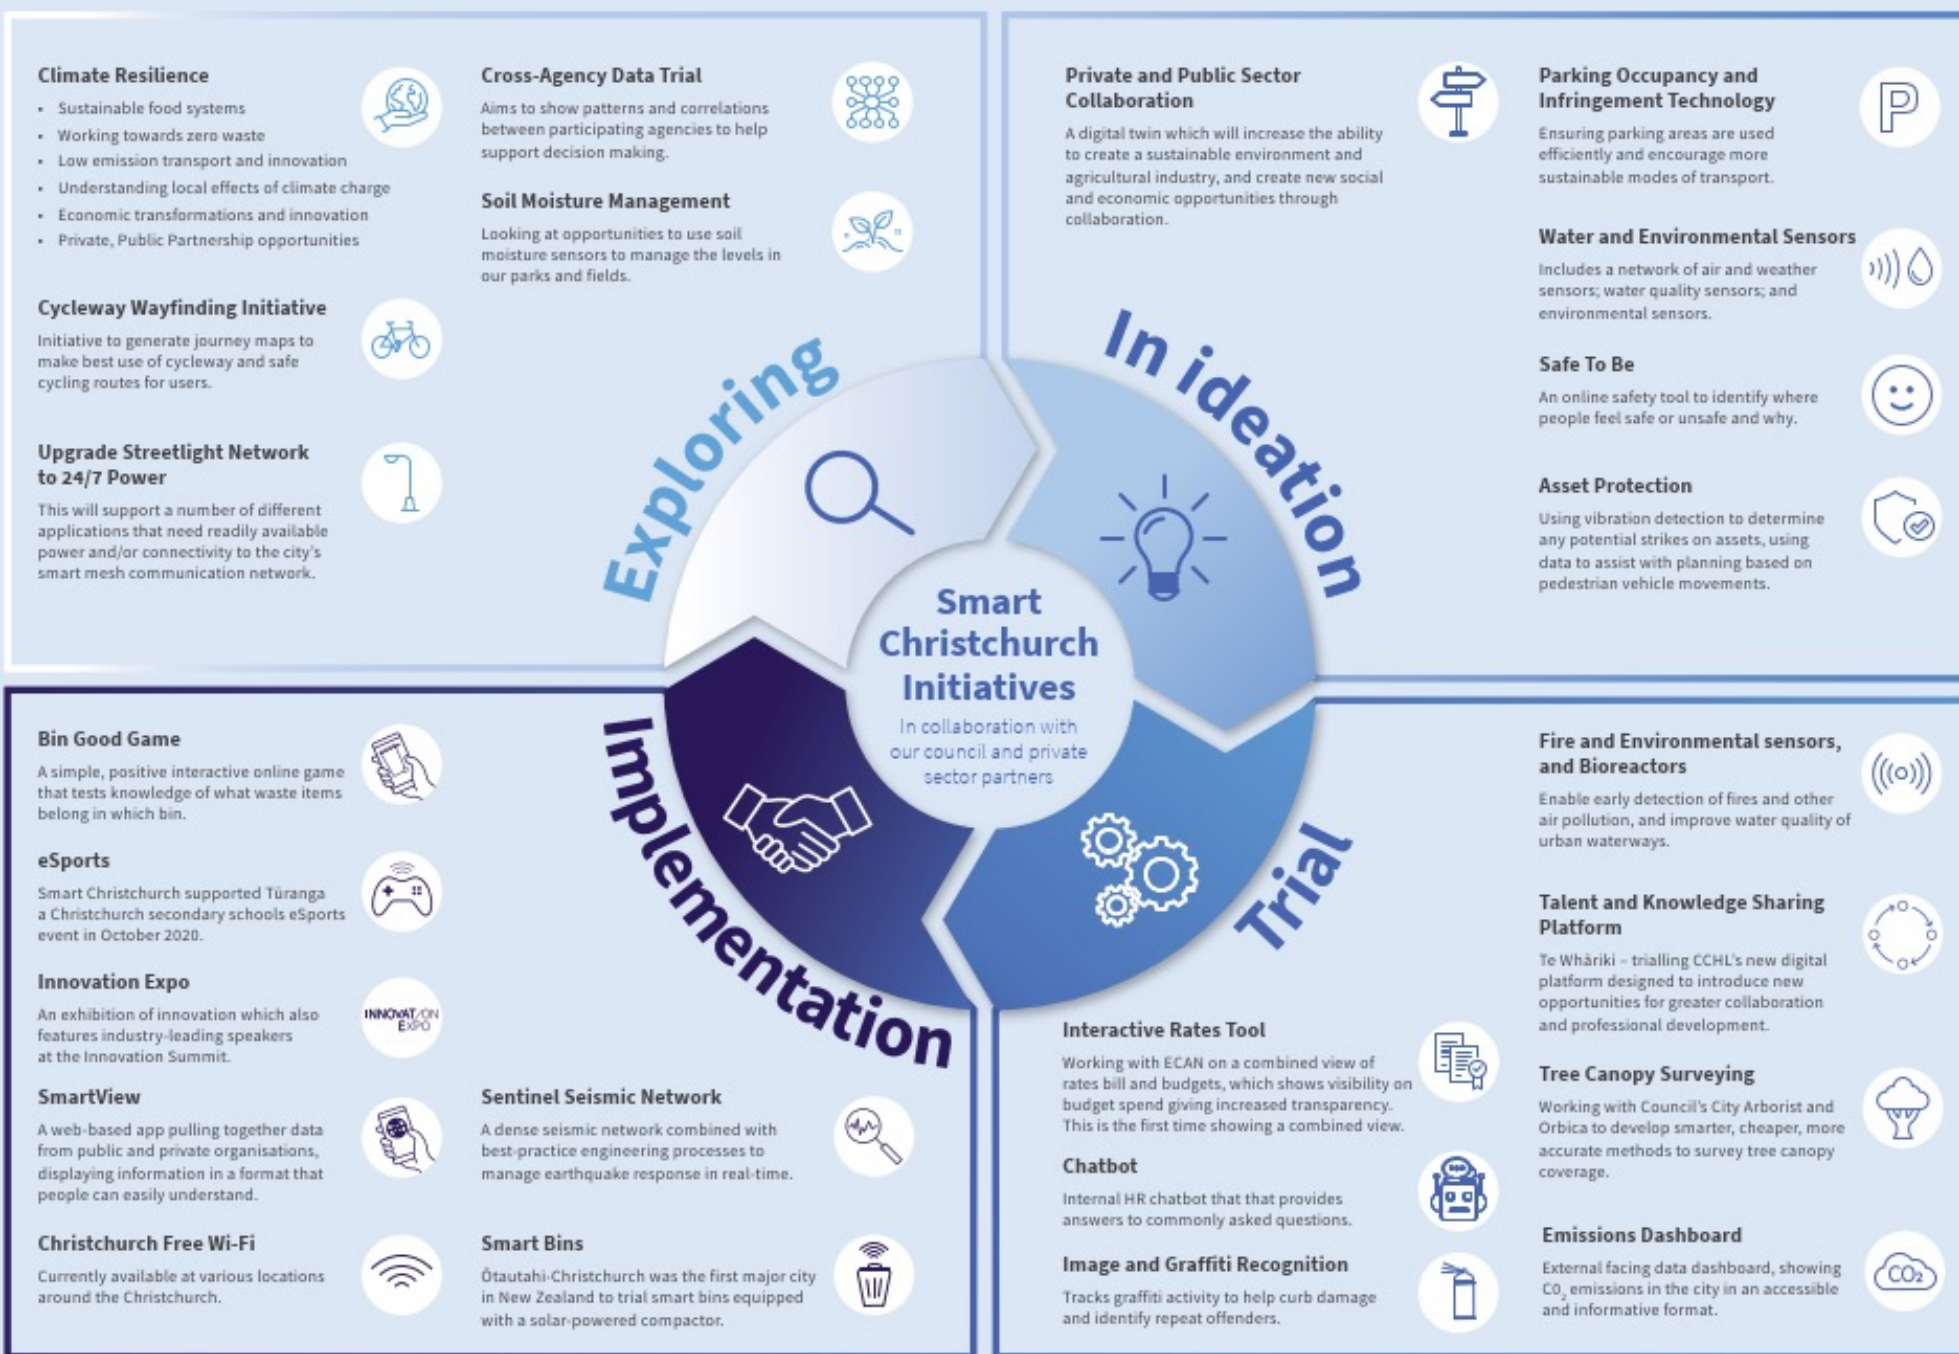 Climate Resilience
• Sustainable food systems
• Working towards zero waste
• Low emission transport and innovation
• Understanding local effects of climate charge
• Economic transformations and innovation
• Private, Public Partnership opportunities
Cycleway Wayfinding Initiative
Initiative to generate journey maps to
make best use of cycleway and safe
cycling routes for users.
Upgrade Streetlight Network
to 24/7 Power
This will support a number of different
applications that need readily available
power and/or connectivity to the city's
smart mesh communication network.
Cross-Agency Data Trial
Aims to show patterns and correlations
between participating agencies to help
support decision making.
Soil Moisture Management
Looking at opportunities to use soil
moisture sensors to manage the levels in
our parks and fields.
Exploring
Private and Public Sector
Collaboration
A digital twin which will increase the ability
to create a sustainable environment and
agricultural industry, and create new social
and economic opportunities through
collaboration.
Parking Occupancy and
Infringement Technology
Ensuring parking areas are used
efficiently and encourage more
sustainable modes of transport.
P
Water and Environmental Sensors
Includes a network of air and weather
sensors; water quality sensors; and
environmental sensors.
Safe To Be
An online safety tool to identify where
people feel safe or unsafe and why.
Asset Protection
Using vibration detection to determine
any potential strikes on assets, using
data to assist with planning based on
pedestrian vehicle movements.
In ideation
Smart
Christchurch
Initiatives
In collaboration with
our council and private
sector partners
Implementation
Bin Good Game
A simple, positive interactive online game
that tests knowledge of what waste items
belong in which bin.
eSports
Smart Christchurch supported Tūranga
a Christchurch secondary schools eSports
event in October 2020.
Innovation Expo
An exhibition of innovation which also
features industry-leading speakers
at the Innovation Summit.
INNOVATION
EXPO
SmartView
A web-based app pulling together data
from public and private organisations,
displaying information in a format that
people can easily understand.
Christchurch Free Wi-Fi
Currently available at various locations
around the Christchurch.
Sentinel Seismic Network
A dense seismic network combined with
best-practice engineering processes to
manage earthquake response in real-time.
Smart Bins
Ōtautahi-Christchurch was the first major city
in New Zealand to trial smart bins equipped
with a solar-powered compactor.
Trial
Interactive Rates Tool
Working with ECAN on a combined view of
rates bill and budgets, which shows visibility on
budget spend giving increased transparency.
This is the first time showing a combined view.
Chatbot
Internal HR chatbot that that provides
answers to commonly asked questions.
Image and Graffiti Recognition
Tracks graffiti activity to help curb damage
and identify repeat offenders.
Fire and Environmental sensors,
and Bioreactors
Enable early detection of fires and other
air pollution, and improve water quality of
urban waterways.
Talent and Knowledge Sharing
Platform
Te Whāriki – trialling CCHL's new digital
platform designed to introduce new
opportunities for greater collaboration
and professional development.
Tree Canopy Surveying
Working with Council's City Arborist and
Orbica to develop smarter, cheaper, more
accurate methods to survey tree canopy
coverage.
Emissions Dashboard
External facing data dashboard, showing
CO₂ emissions in the city in an accessible
and informative format.
CO₂